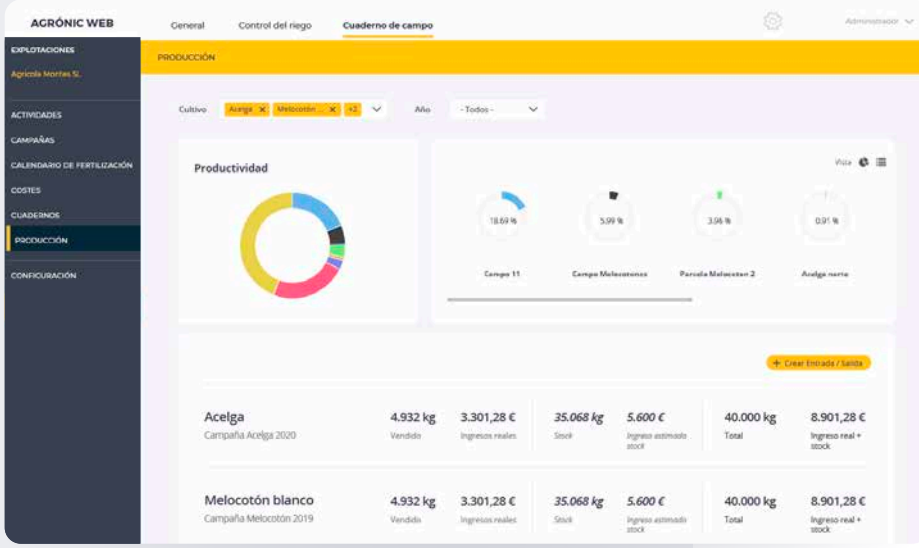 AGRÓNIC WEB
General
Control del riego
Cuaderno de campo
Administrador
EXPLOTACIONES
Agrícola Montes SL.
ACTIVIDADES
CAMPAÑAS
CALENDARIO DE FERTILIZACIÓN
COSTES
CUADERNOS
PRODUCCIÓN
CONFIGURACIÓN
PRODUCCIÓN
Cultivo
Acelga ×
Melocotón ... ×
+2
Año
- Todos -
Productividad
Vista
18.69 %
5.99 %
3.96 %
0.91 %
Campo 11
Campo Melocotones
Parcela Melocoton 2
Acelga norte
+ Crear Entrada / Salida
Acelga
Campaña Acelga 2020
4.932 kg
Vendido
3.301,28 €
Ingresos reales
35.068 kg
Stock
5.600 €
Ingreso estimado
stock
40.000 kg
Total
8.901,28 €
Ingreso real +
stock
Melocotón blanco
Campaña Melocotón 2019
4.932 kg
Vendido
3.301,28 €
Ingresos reales
35.068 kg
Stock
5.600 €
Ingreso estimado
stock
40.000 kg
Total
8.901,28 €
Ingreso real +
stock